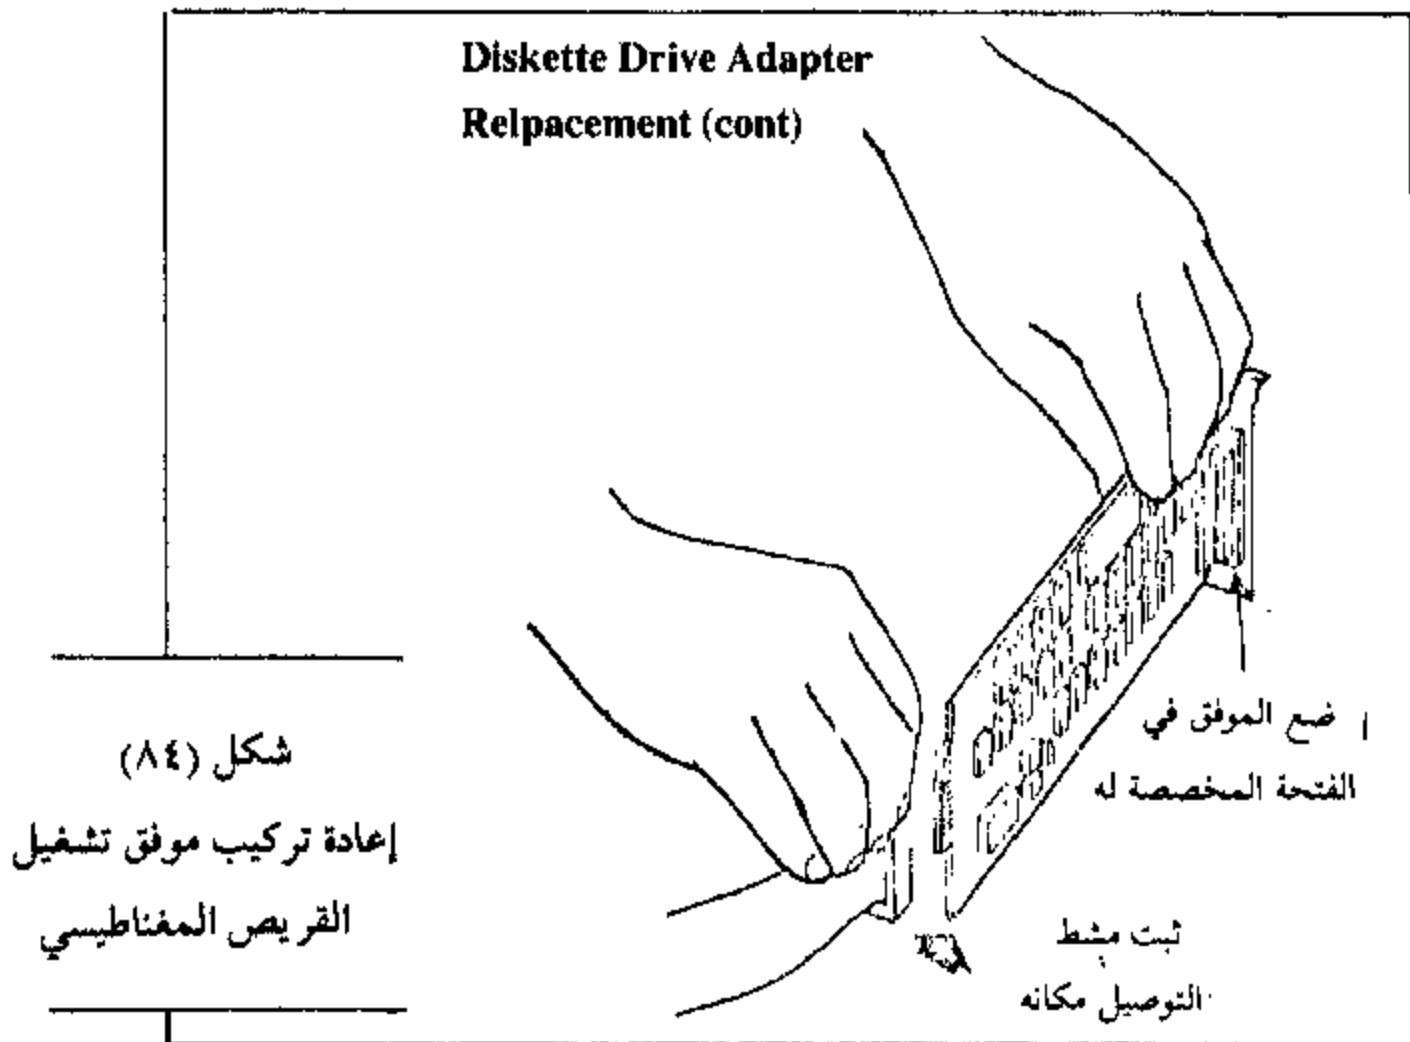 Diskette Drive Adapter
Relpacement (cont)
ضع الموفق في
الفتحة المخصصة له
ثبت مشط
التوصيل مكانه
شكل (٨٤)
إعادة تركيب موفق تشغيل
القريص المغناطيسي